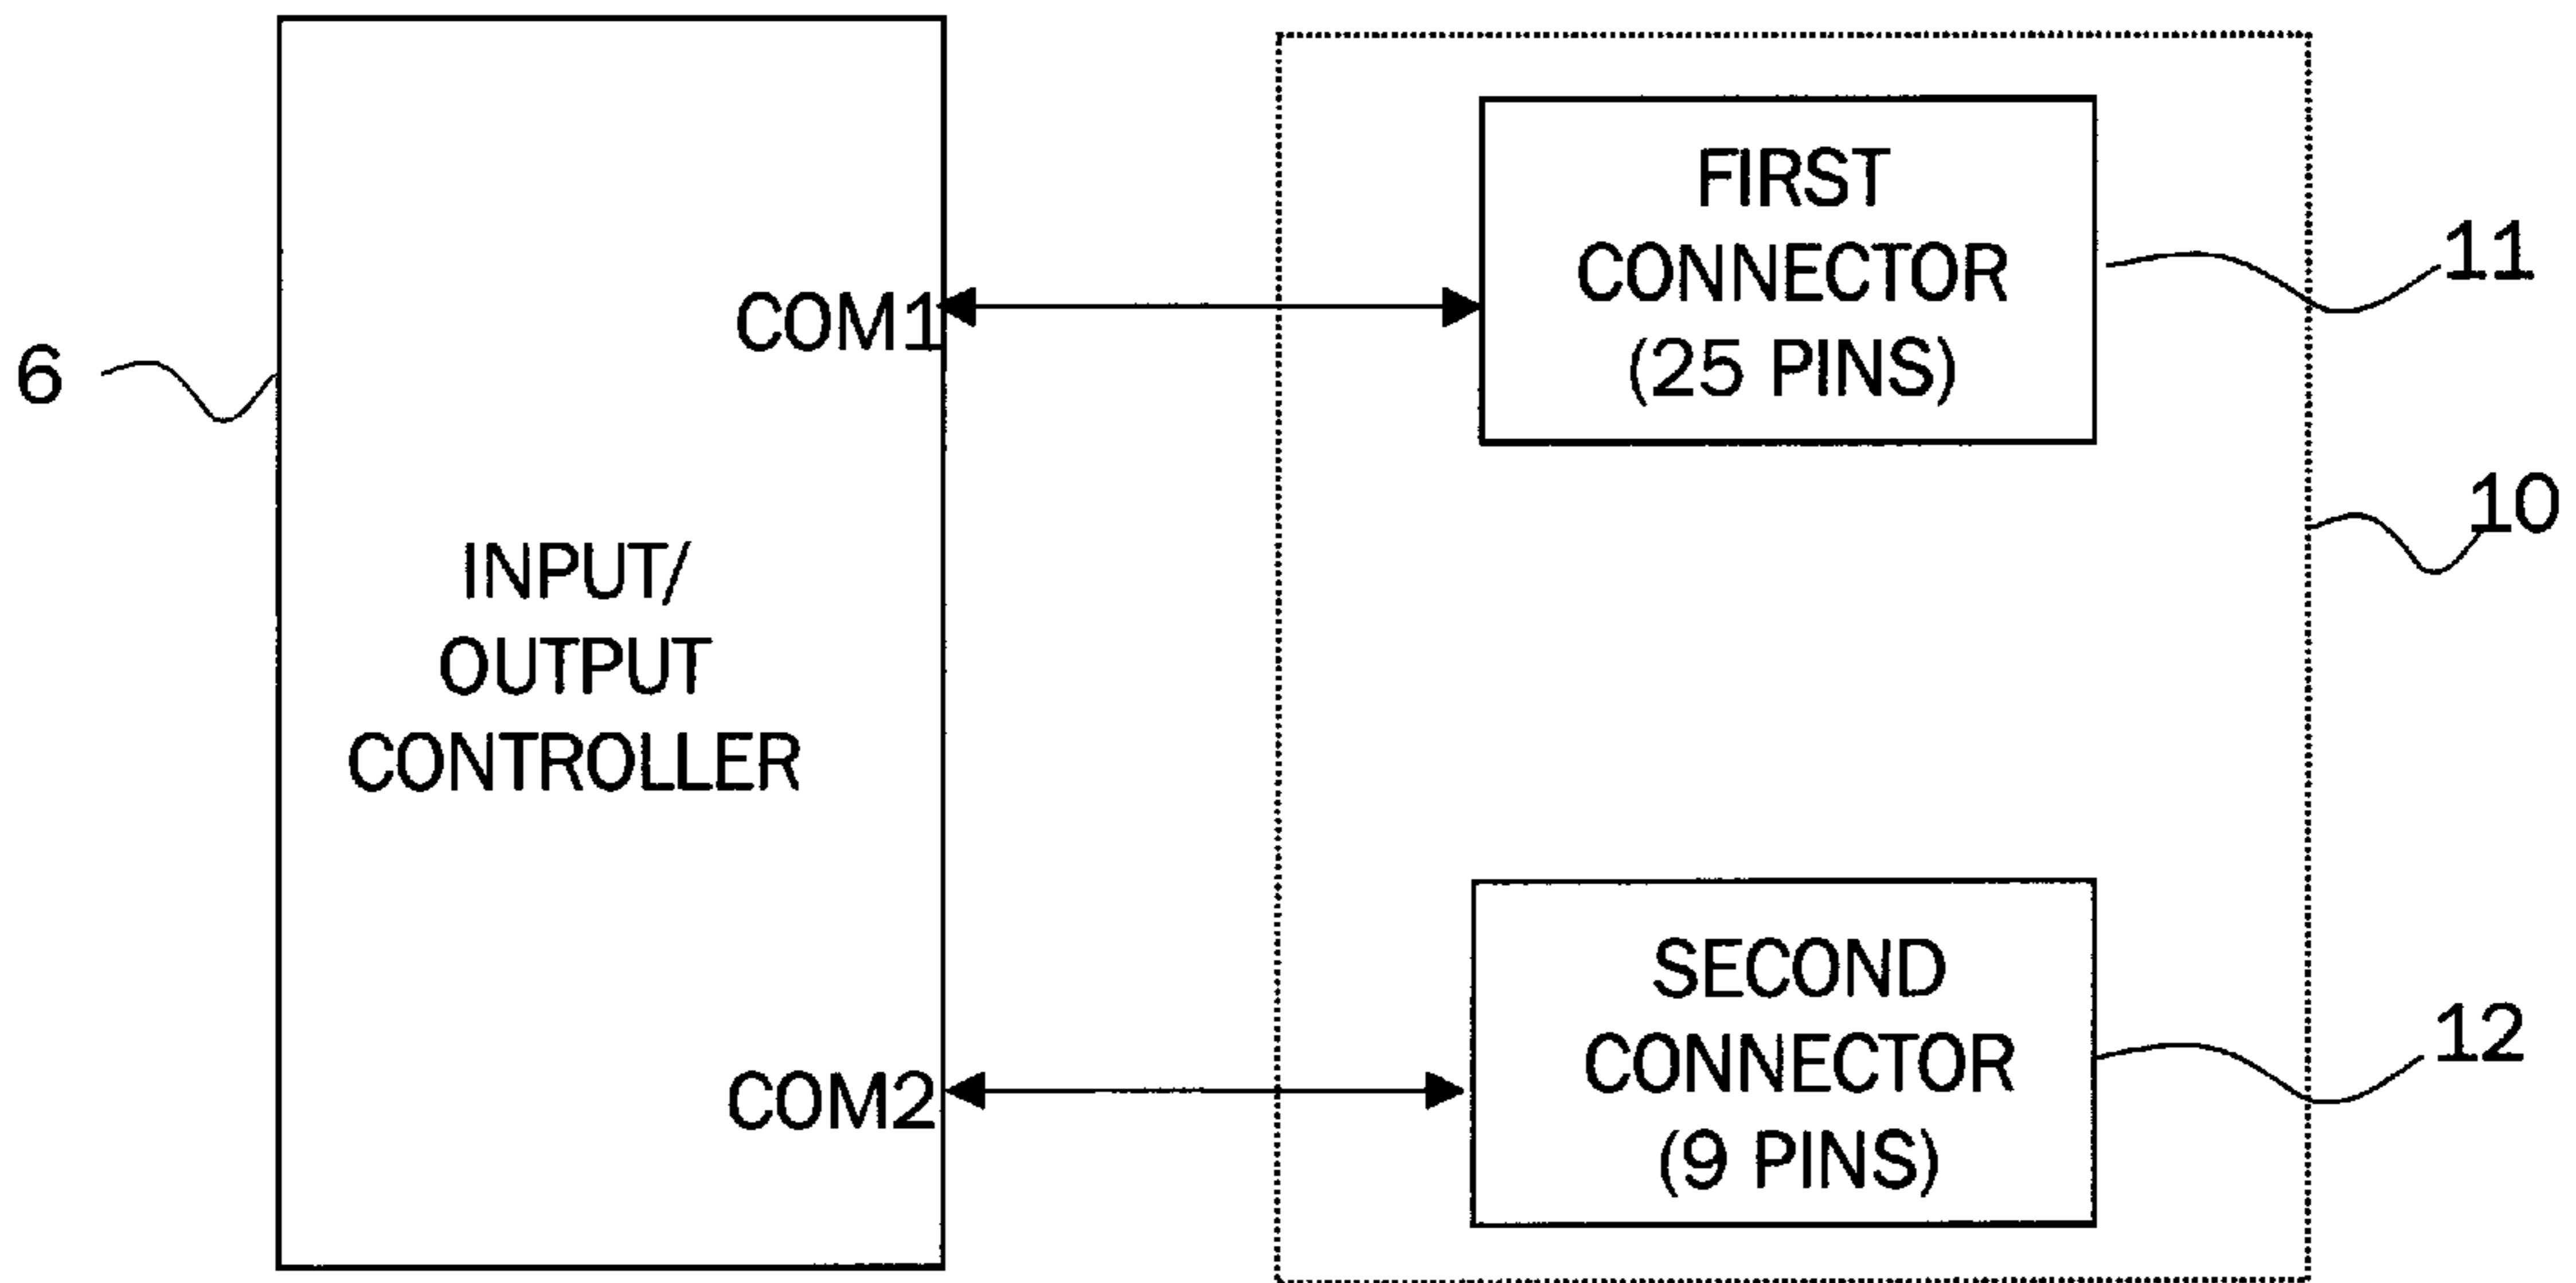 6
INPUT/
OUTPUT
CONTROLLER
COM1
COM2
FIRST
CONNECTOR
(25 PINS)
11
10
SECOND
CONNECTOR
(9 PINS)
12